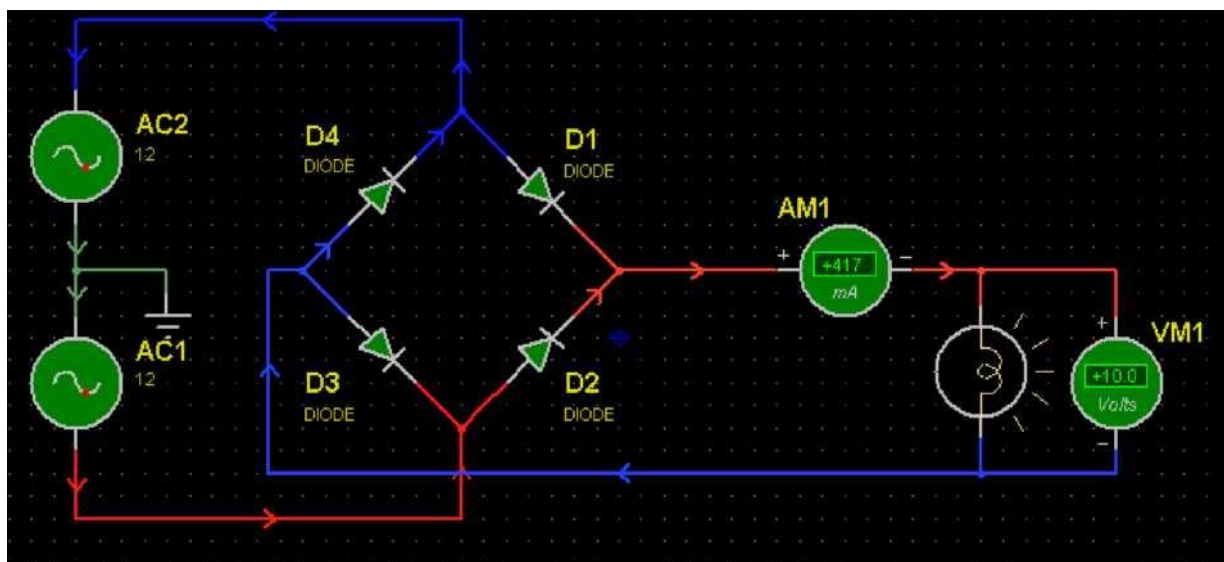 AC2
12
D4
DIODE
D1
DIODE
AM1
+ −
+417
mA
AC1
12
D3
DIODE
D2
DIODE
+
VM1
+10.0
Volts
−